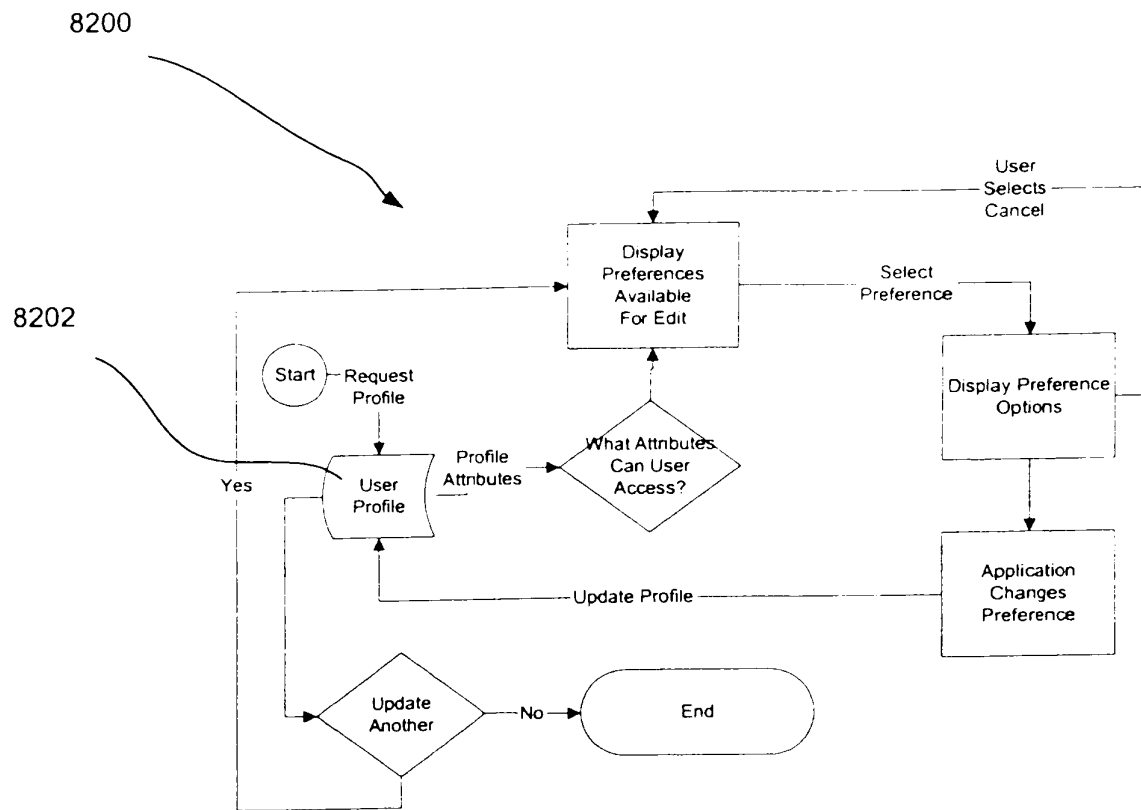 8200
User
Selects
Cancel
Display
Preferences
Available
For Edit
Select
Preference
8202
Start
Request
Profile
Display Preference
Options
What Attributes
Can User
Access?
Profile
Attributes
User
Profile
Yes
Application
Changes
Preference
Update Profile
Update
Another
No
End